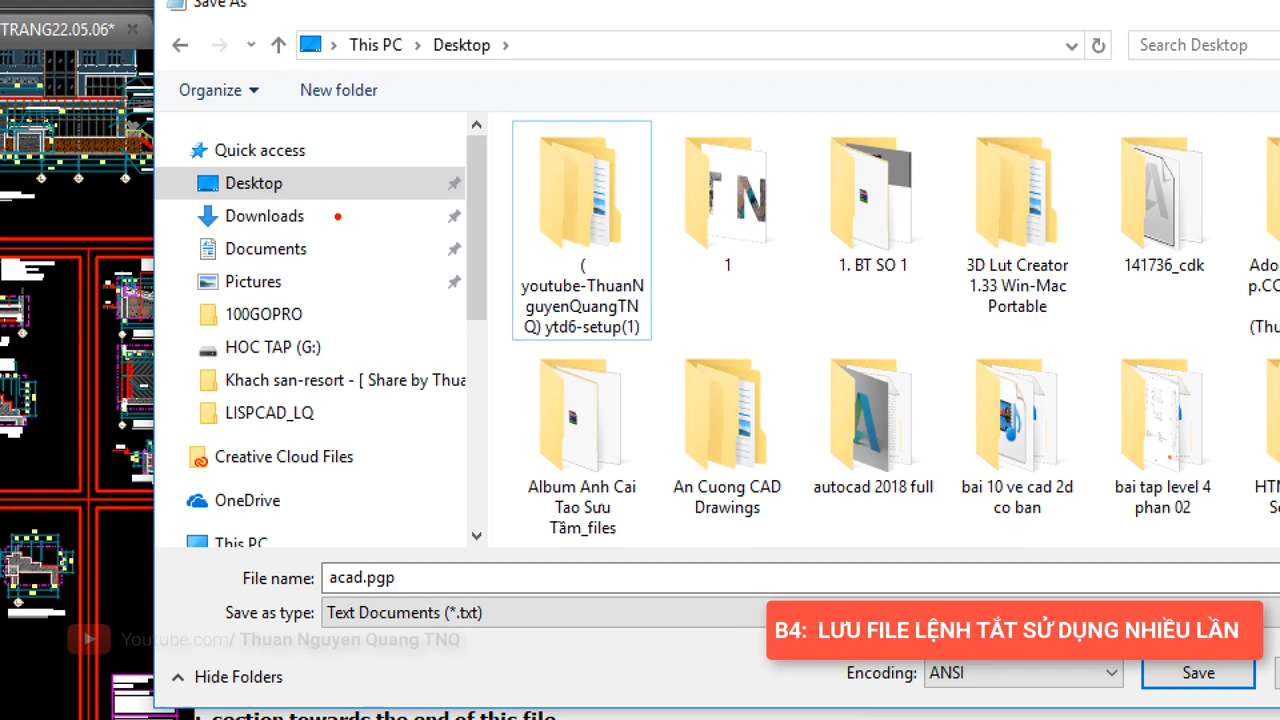 TRANG22.05.06*
Save As
This PC
Desktop
Search Desktop
Organize
New folder
Quick access
Desktop
Downloads
Documents
Pictures
100GOPRO
HOC TAP (G:)
Khach san-resort - [ Share by Thua
LISPCAD_LQ
Creative Cloud Files
OneDrive
This PC
(
youtube-ThuanN
guyenQuangTN
Q) ytd6-setup(1)
1
1. BT SO 1
3D Lut Creator
1.33 Win-Mac
Portable
141736_cdk
Ado
p.CC
(Thu
Album Anh Cai
Tao Sưu
Tầm_files
An Cuong CAD
Drawings
autocad 2018 full
bai 10 ve cad 2d
co ban
bai tap level 4
phan 02
HTN
File name:
acad.pgp
Save as type:
Text Documents (*.txt)
Youtube.com/ Thuan Nguyen Quang TNQ
B4: LƯU FILE LỆNH TẮT SỬ DỤNG NHIỀU LẦN
Hide Folders
Encoding:
ANSI
Save
; section towards the end of this file.